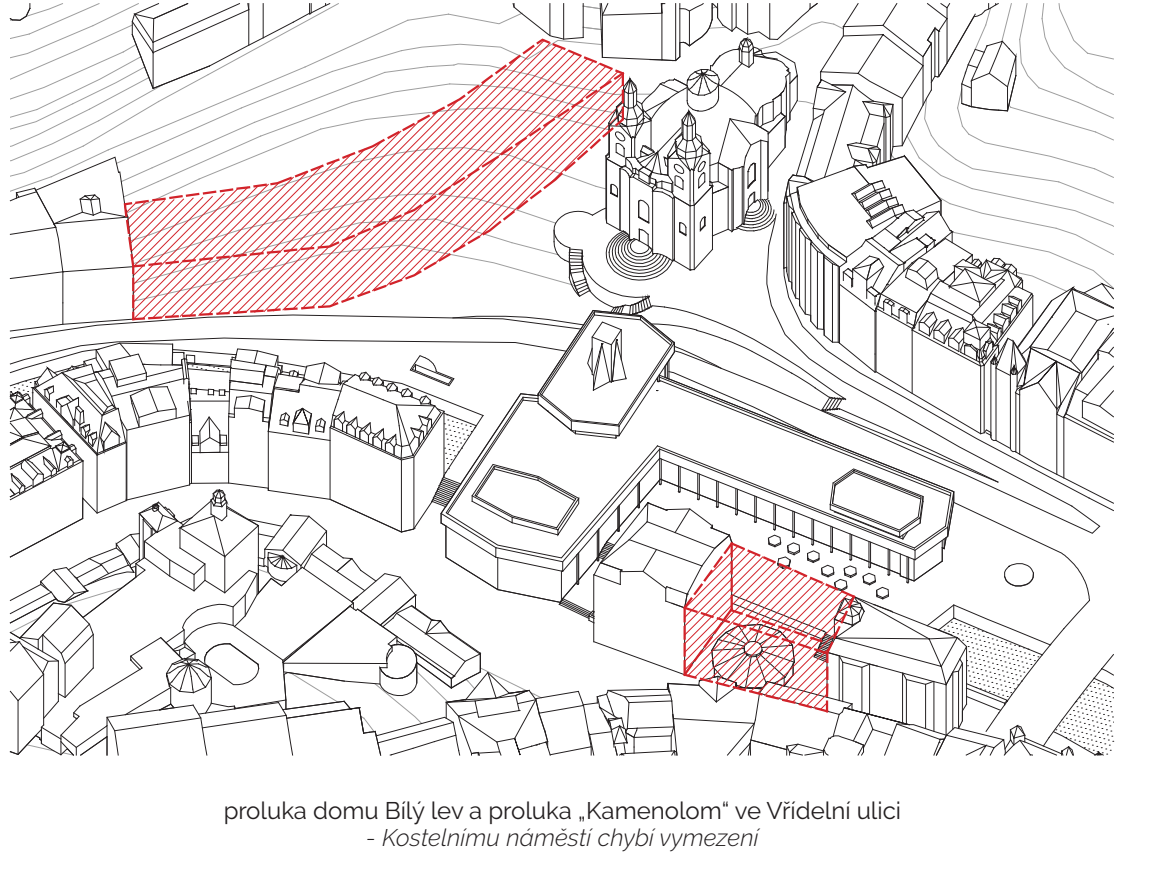 proluka domu Bílý lev a proluka „Kamenolom“ ve Vřídelní ulici
- Kostelnímu náměstí chybí vymezení